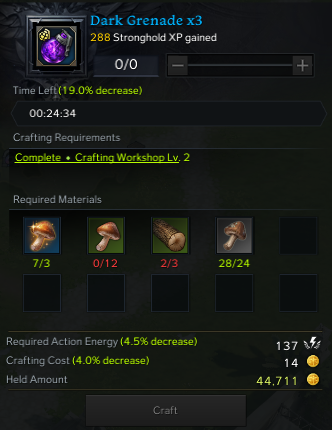 Dark Grenade x3
288 Stronghold XP gained
0/0
Time Left (19.0% decrease)
00:24:34
Crafting Requirements
Complete • Crafting Workshop Lv. 2
Required Materials
7/3 0/12 2/3 28/24
Required Action Energy (4.5% decrease) 137
Crafting Cost (4.0% decrease) 14
Held Amount 44,711
Craft